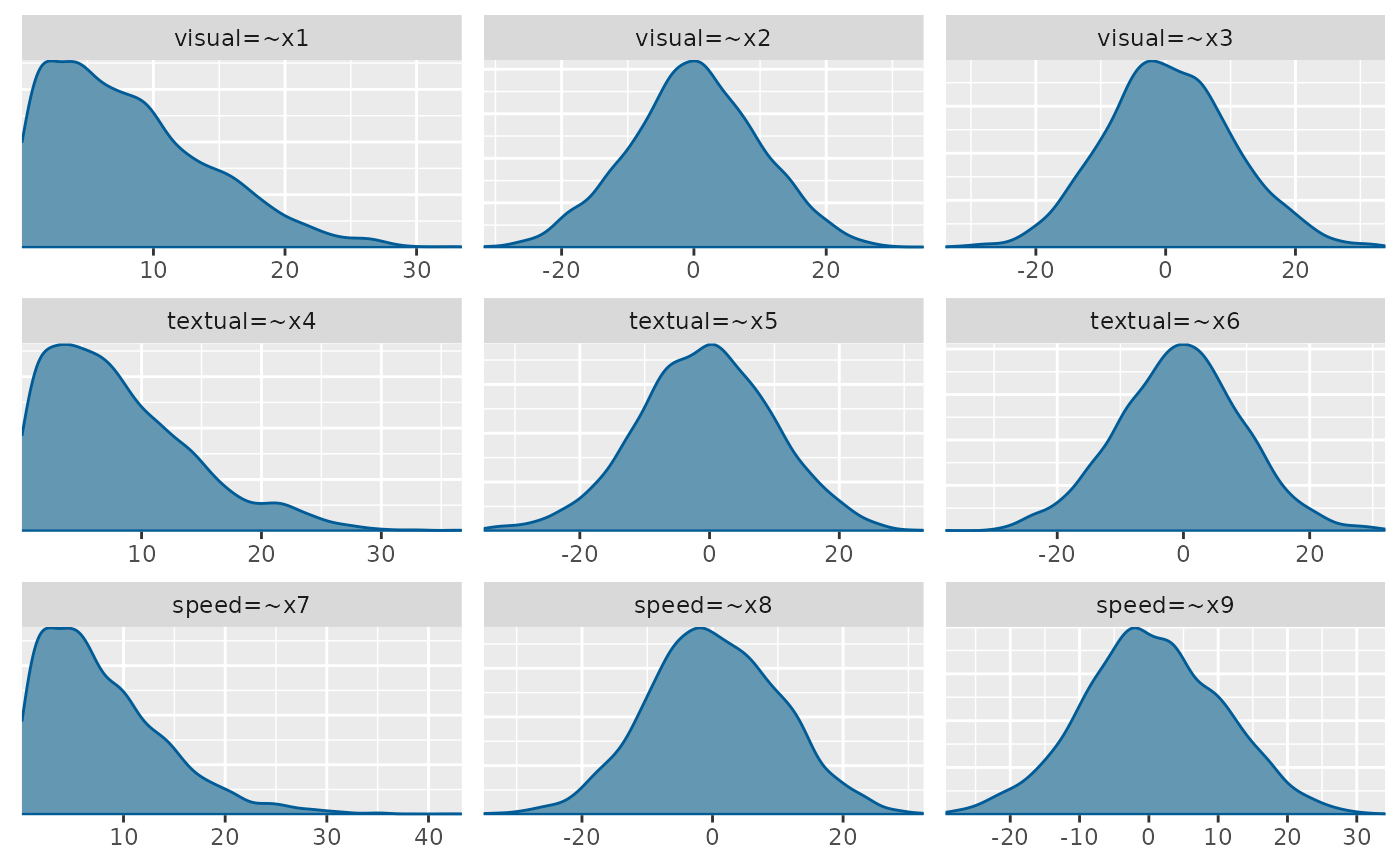 visual=~x1 visual=~x2 visual=~x3
10 20 30 -20 0 20 -20 0 20
textual=~x4 textual=~x5 textual=~x6
10 20 30 -20 0 20 -20 0 20
speed=~x7 speed=~x8 speed=~x9
10 20 30 40 -20 0 20 -20 -10 0 10 20 30